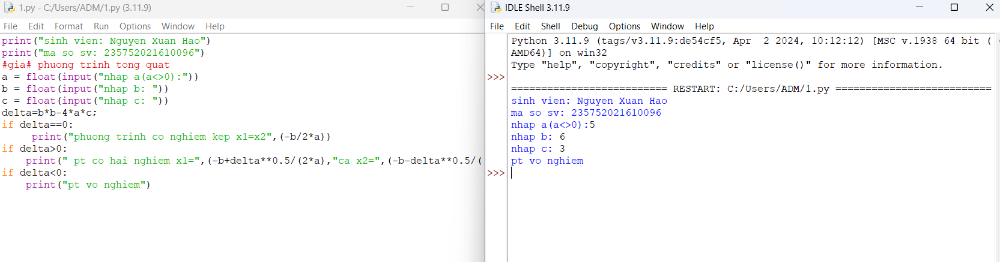 1.py - C:/Users/ADM/1.py (3.11.9)
File Edit Format Run Options Window Help
print("sinh vien: Nguyen Xuan Hao")
print("ma so sv: 235752021610096")
#gia# phuong trinh tong quat
a = float(input("nhap a(a<>0):"))
b = float(input("nhap b: "))
c = float(input("nhap c: "))
delta=b*b-4*a*c;
if delta==0:
     print("phuong trinh co nghiem kep x1=x2",(-b/2*a))
if delta>0:
    print(" pt co hai nghiem x1=",(-b+delta**0.5/(2*a),"ca x2=",(-b-delta**0.5/(
if delta<0:
    print("pt vo nghiem")
IDLE Shell 3.11.9
File Edit Shell Debug Options Window Help
Python 3.11.9 (tags/v3.11.9:de54cf5, Apr  2 2024, 10:12:12) [MSC v.1938 64 bit (
AMD64)] on win32
Type "help", "copyright", "credits" or "license()" for more information.
>>>
========================== RESTART: C:/Users/ADM/1.py ==========================
sinh vien: Nguyen Xuan Hao
ma so sv: 235752021610096
nhap a(a<>0):5
nhap b: 6
nhap c: 3
pt vo nghiem
>>>